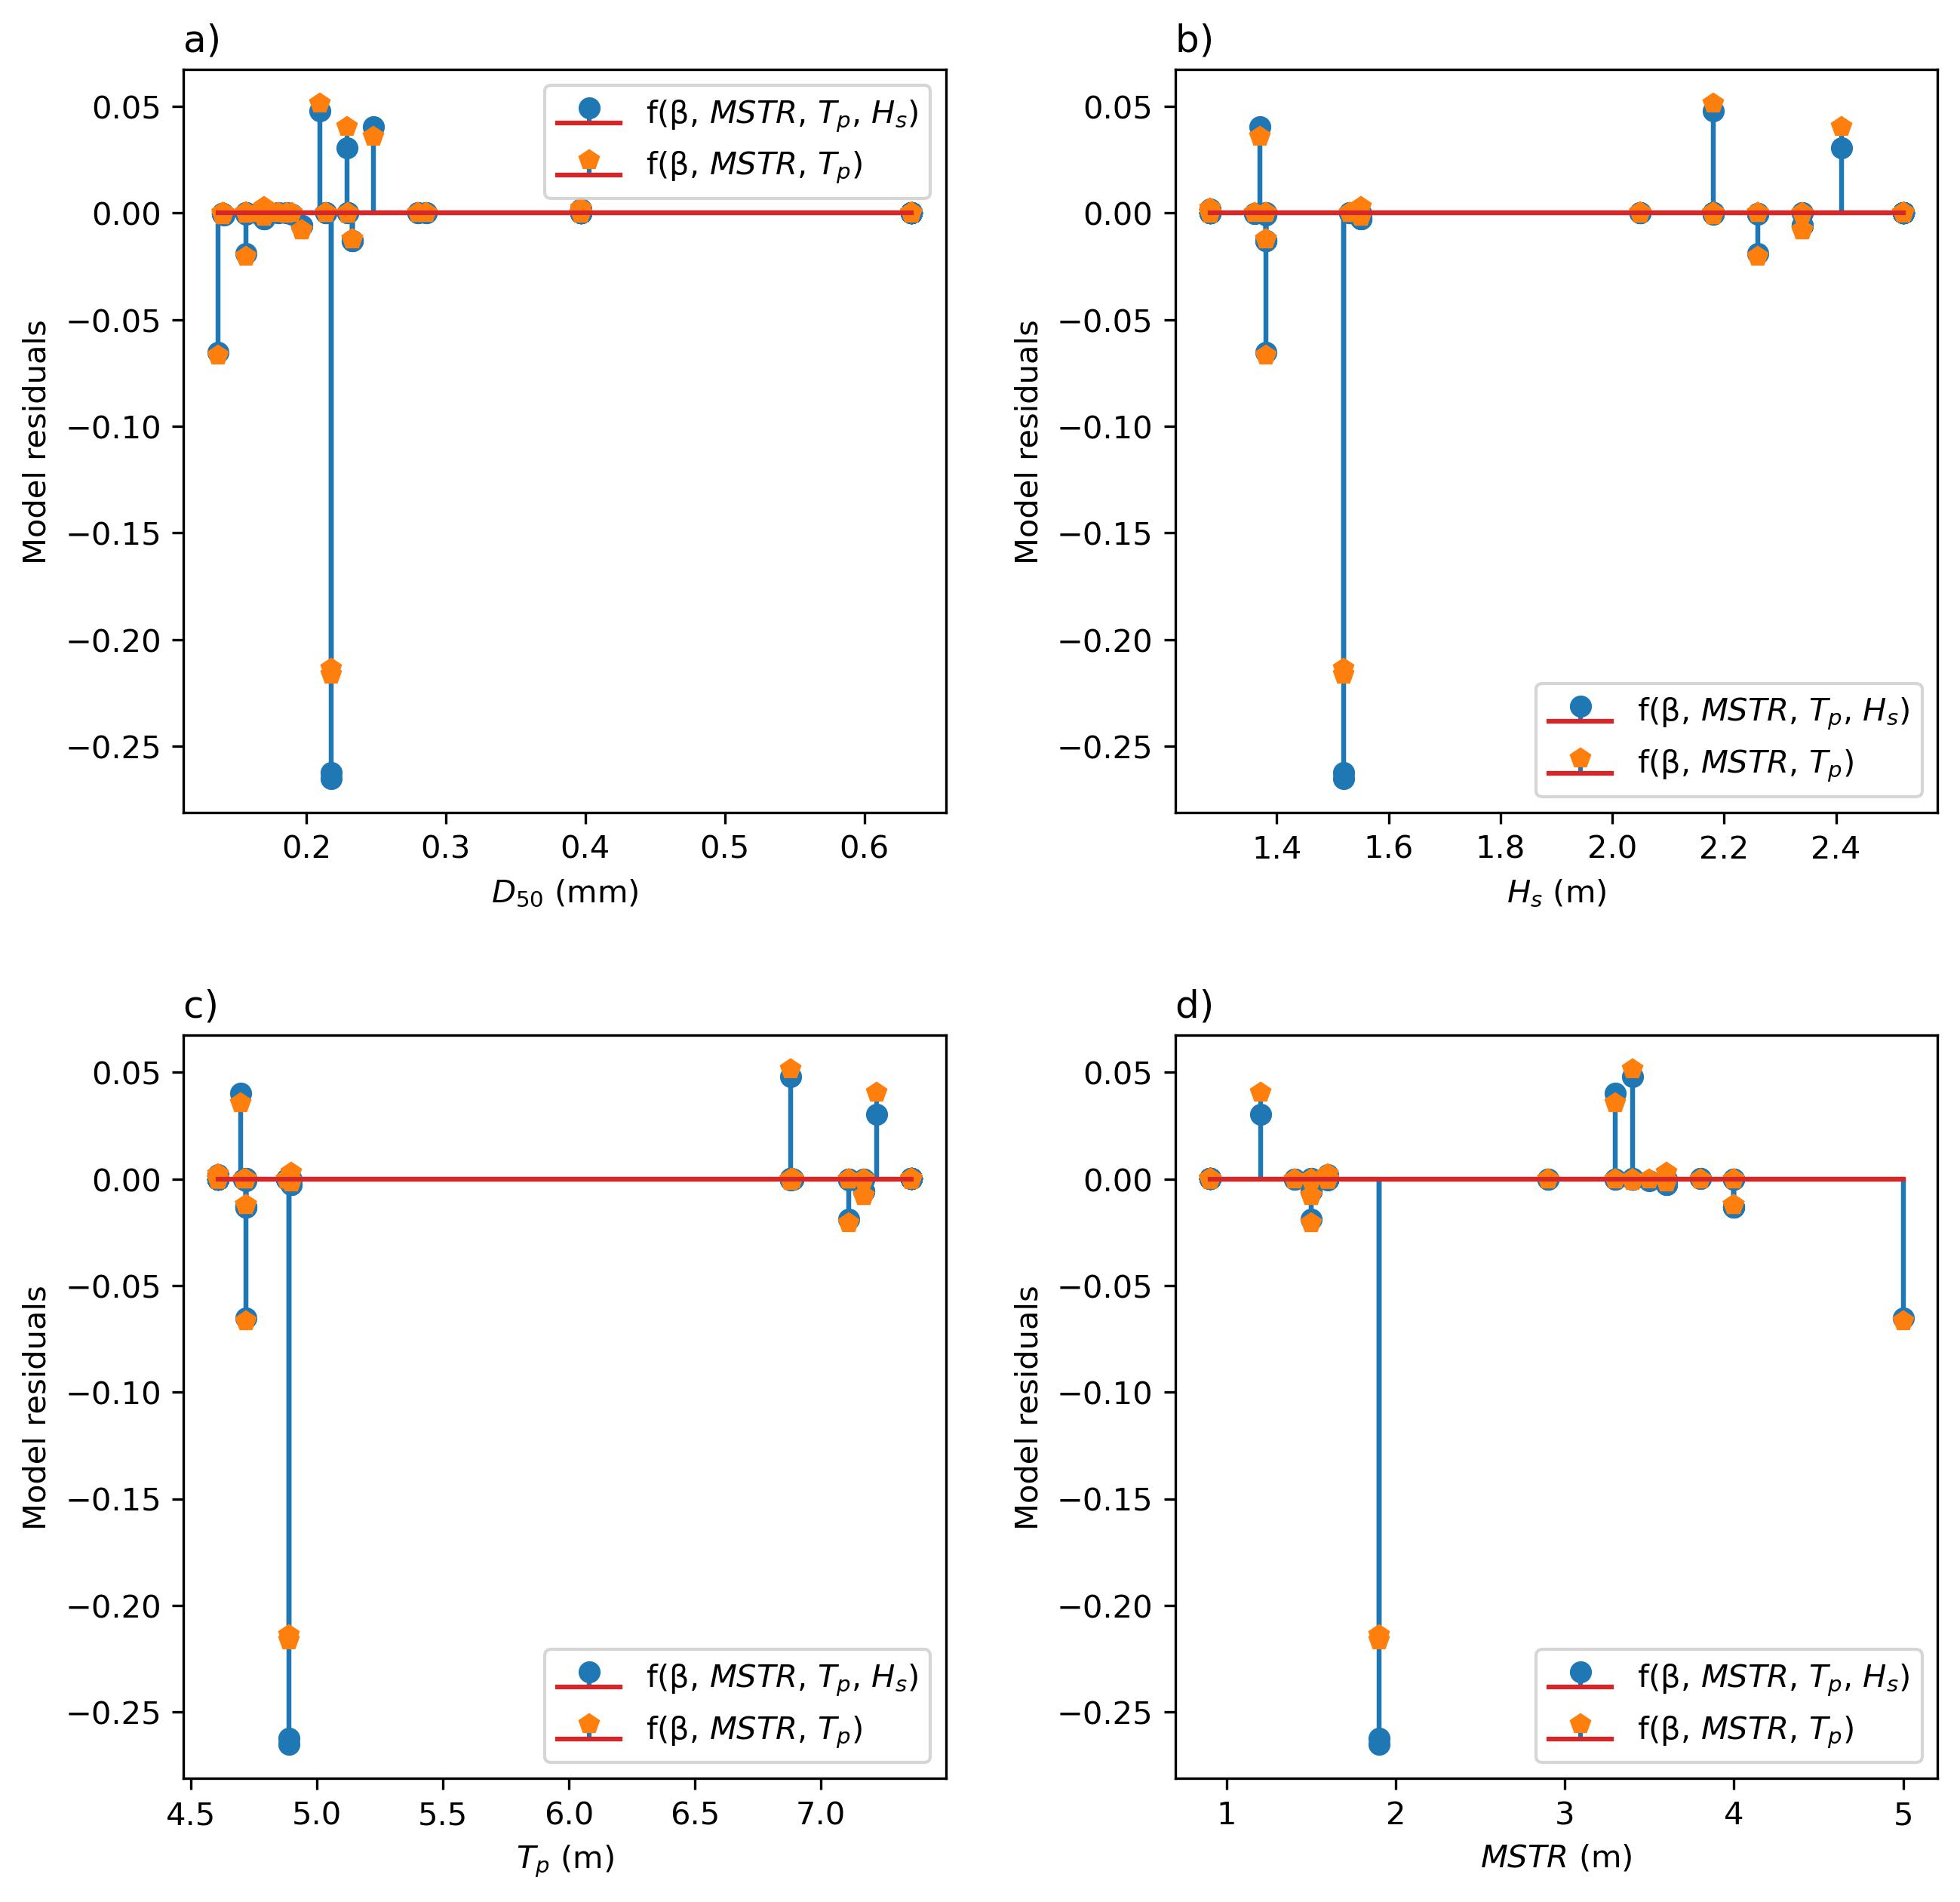 a)
0.05
0.00
−0.05
−0.10
−0.15
−0.20
−0.25
Model residuals
f(β, MSTR, Tp, Hs)
f(β, MSTR, Tp)
0.2 0.3 0.4 0.5 0.6
D50 (mm)
b)
0.05
0.00
−0.05
−0.10
−0.15
−0.20
−0.25
Model residuals
f(β, MSTR, Tp, Hs)
f(β, MSTR, Tp)
1.4 1.6 1.8 2.0 2.2 2.4
Hs (m)
c)
0.05
0.00
−0.05
−0.10
−0.15
−0.20
−0.25
Model residuals
f(β, MSTR, Tp, Hs)
f(β, MSTR, Tp)
4.5 5.0 5.5 6.0 6.5 7.0
Tp (m)
d)
0.05
0.00
−0.05
−0.10
−0.15
−0.20
−0.25
Model residuals
f(β, MSTR, Tp, Hs)
f(β, MSTR, Tp)
1 2 3 4 5
MSTR (m)